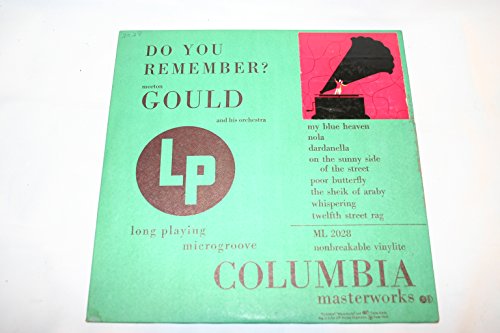 DO YOU
REMEMBER?
morton
GOULD
and his orchestra
LP
long playing
microgroove
my blue heaven
nola
dardanella
on the sunny side
of the street
poor butterfly
the sheik of araby
whispering
twelfth street rag
ML 2028
nonbreakable vinylite
COLUMBIA
masterworks